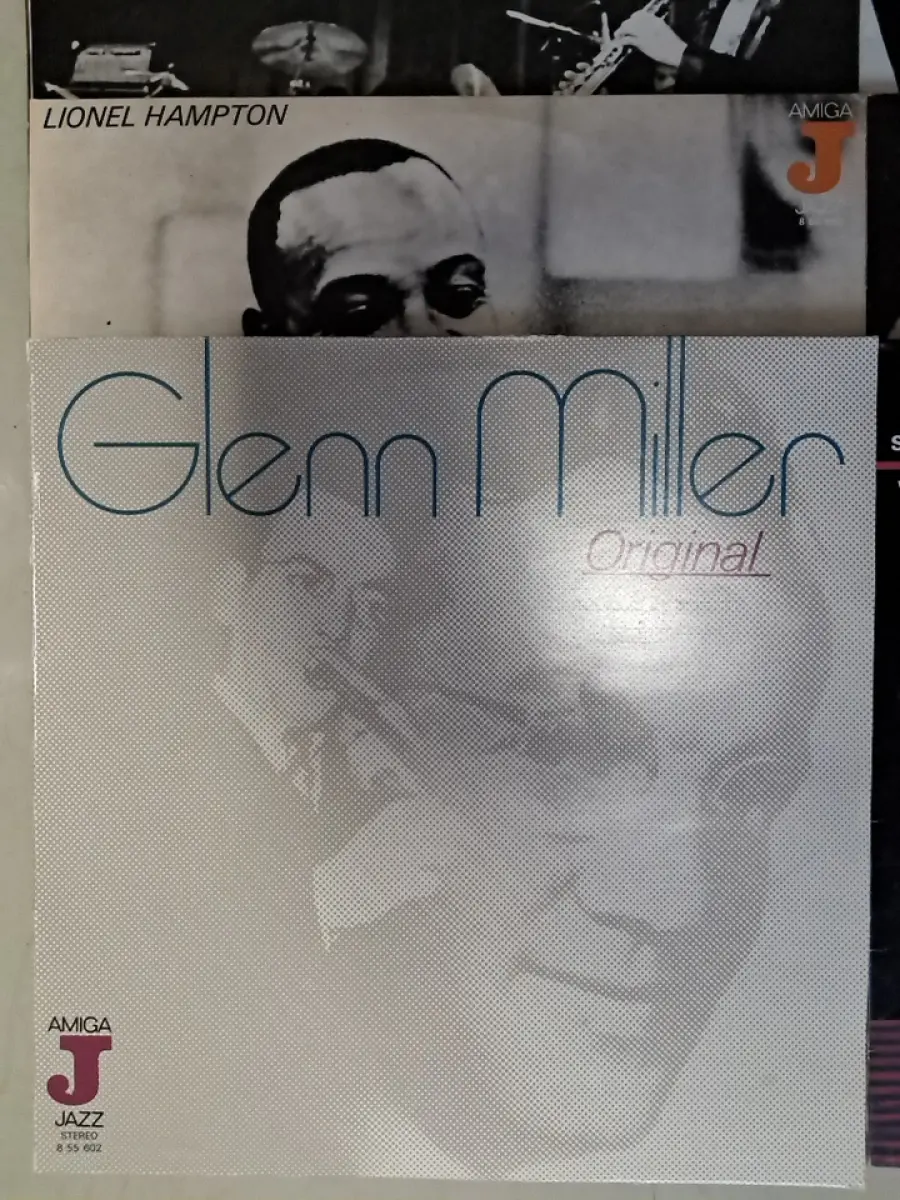 LIONEL HAMPTON
AMIGA
J
Glenn Miller
Original
AMIGA
J
JAZZ
STEREO
8 55 602